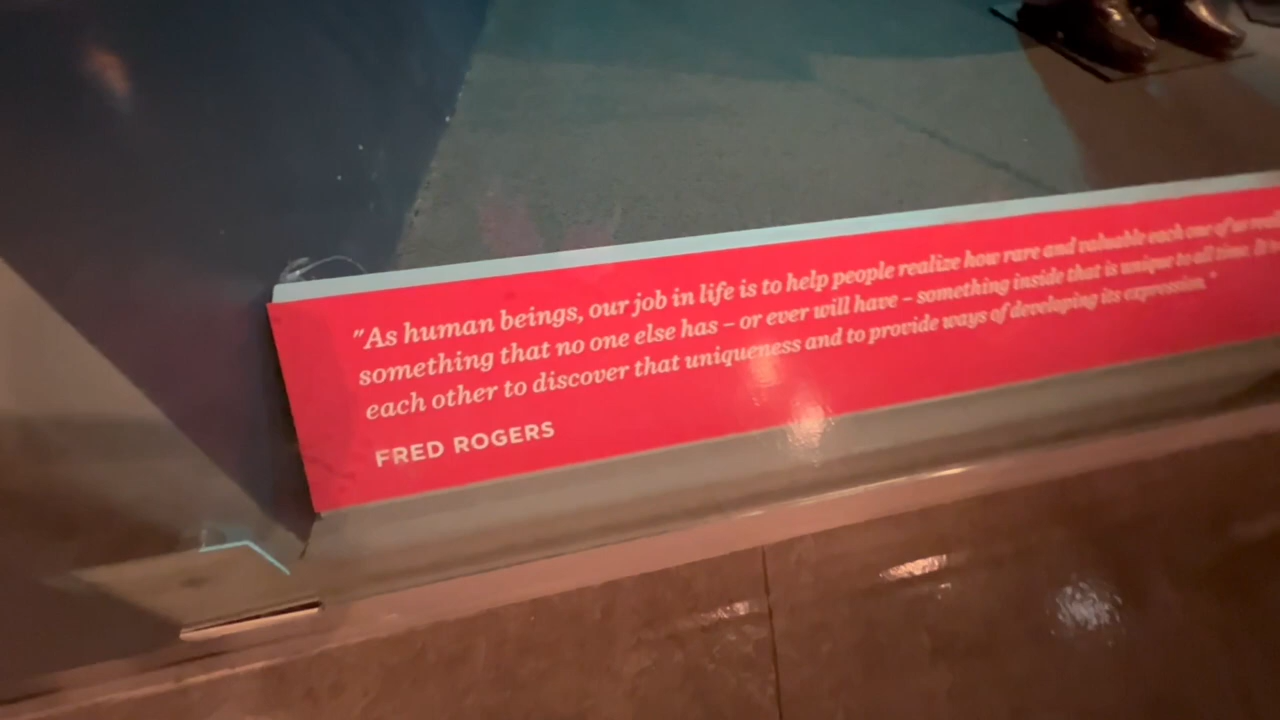 "As human beings, our job in life is to help people realize how rare and valuable each one of us
something that no one else has – or ever will have – something inside that is unique to all time.
each other to discover that uniqueness and to provide ways of developing its expression."
FRED ROGERS